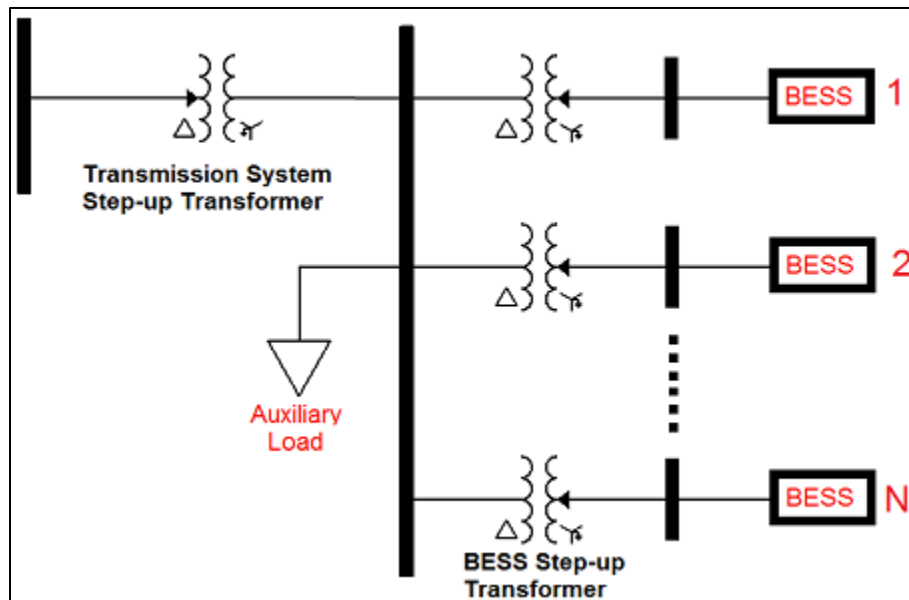 BESS 1
Transmission System
Step-up Transformer
BESS 2
Auxiliary
Load
BESS N
BESS Step-up
Transformer